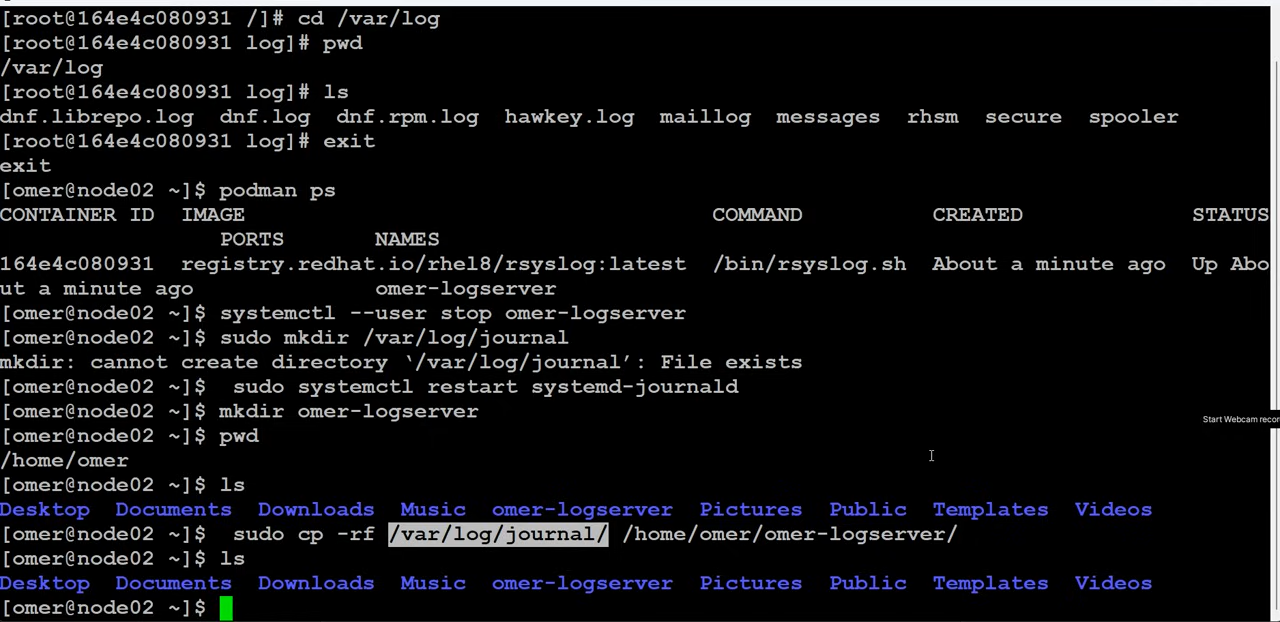 [root@164e4c080931 /]# cd /var/log
[root@164e4c080931 log]# pwd
/var/log
[root@164e4c080931 log]# ls
dnf.librepo.log  dnf.log  dnf.rpm.log  hawkey.log  maillog  messages  rhsm  secure  spooler
[root@164e4c080931 log]# exit
exit
[omer@node02 ~]$ podman ps
CONTAINER ID  IMAGE                                    COMMAND          CREATED             STATUS
                 PORTS       NAMES
164e4c080931  registry.redhat.io/rhel8/rsyslog:latest  /bin/rsyslog.sh  About a minute ago  Up Abo
ut a minute ago              omer-logserver
[omer@node02 ~]$ systemctl --user stop omer-logserver
[omer@node02 ~]$ sudo mkdir /var/log/journal
mkdir: cannot create directory ‘/var/log/journal’: File exists
[omer@node02 ~]$  sudo systemctl restart systemd-journald
[omer@node02 ~]$ mkdir omer-logserver
Start Webcam recor
[omer@node02 ~]$ pwd
/home/omer
[omer@node02 ~]$ ls
Desktop  Documents  Downloads  Music  omer-logserver  Pictures  Public  Templates  Videos
[omer@node02 ~]$  sudo cp -rf /var/log/journal/ /home/omer/omer-logserver/
[omer@node02 ~]$ ls
Desktop  Documents  Downloads  Music  omer-logserver  Pictures  Public  Templates  Videos
[omer@node02 ~]$